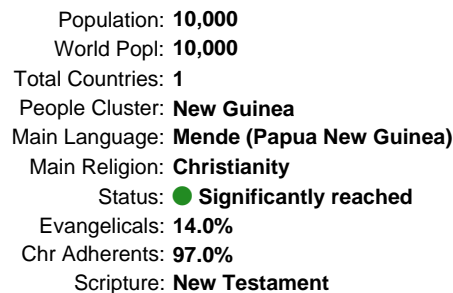 Population: 10,000
World Popl: 10,000
Total Countries: 1
People Cluster: New Guinea
Main Language: Mende (Papua New Guinea)
Main Religion: Christianity
Status: Significantly reached
Evangelicals: 14.0%
Chr Adherents: 97.0%
Scripture: New Testament